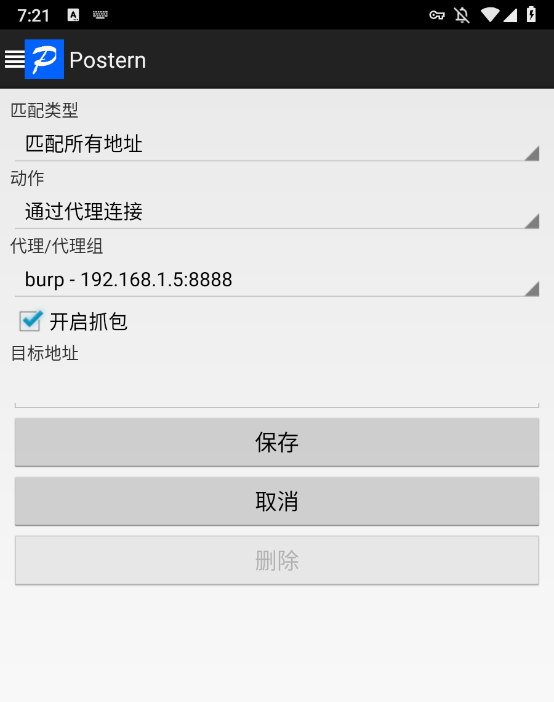 7:21
Postern
匹配类型
匹配所有地址
动作
通过代理连接
代理/代理组
burp - 192.168.1.5:8888
开启抓包
目标地址
保存
取消
删除